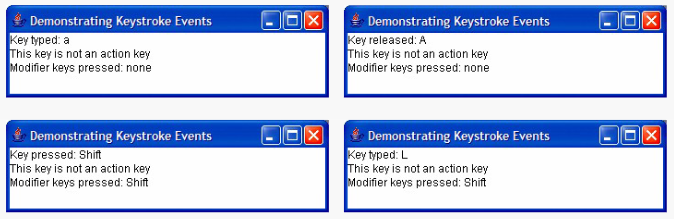 Demonstrating Keystroke Events
Key typed: a
This key is not an action key
Modifier keys pressed: none
Demonstrating Keystroke Events
Key released: A
This key is not an action key
Modifier keys pressed: none
Demonstrating Keystroke Events
Key pressed: Shift
This key is not an action key
Modifier keys pressed: Shift
Demonstrating Keystroke Events
Key typed: L
This key is not an action key
Modifier keys pressed: Shift